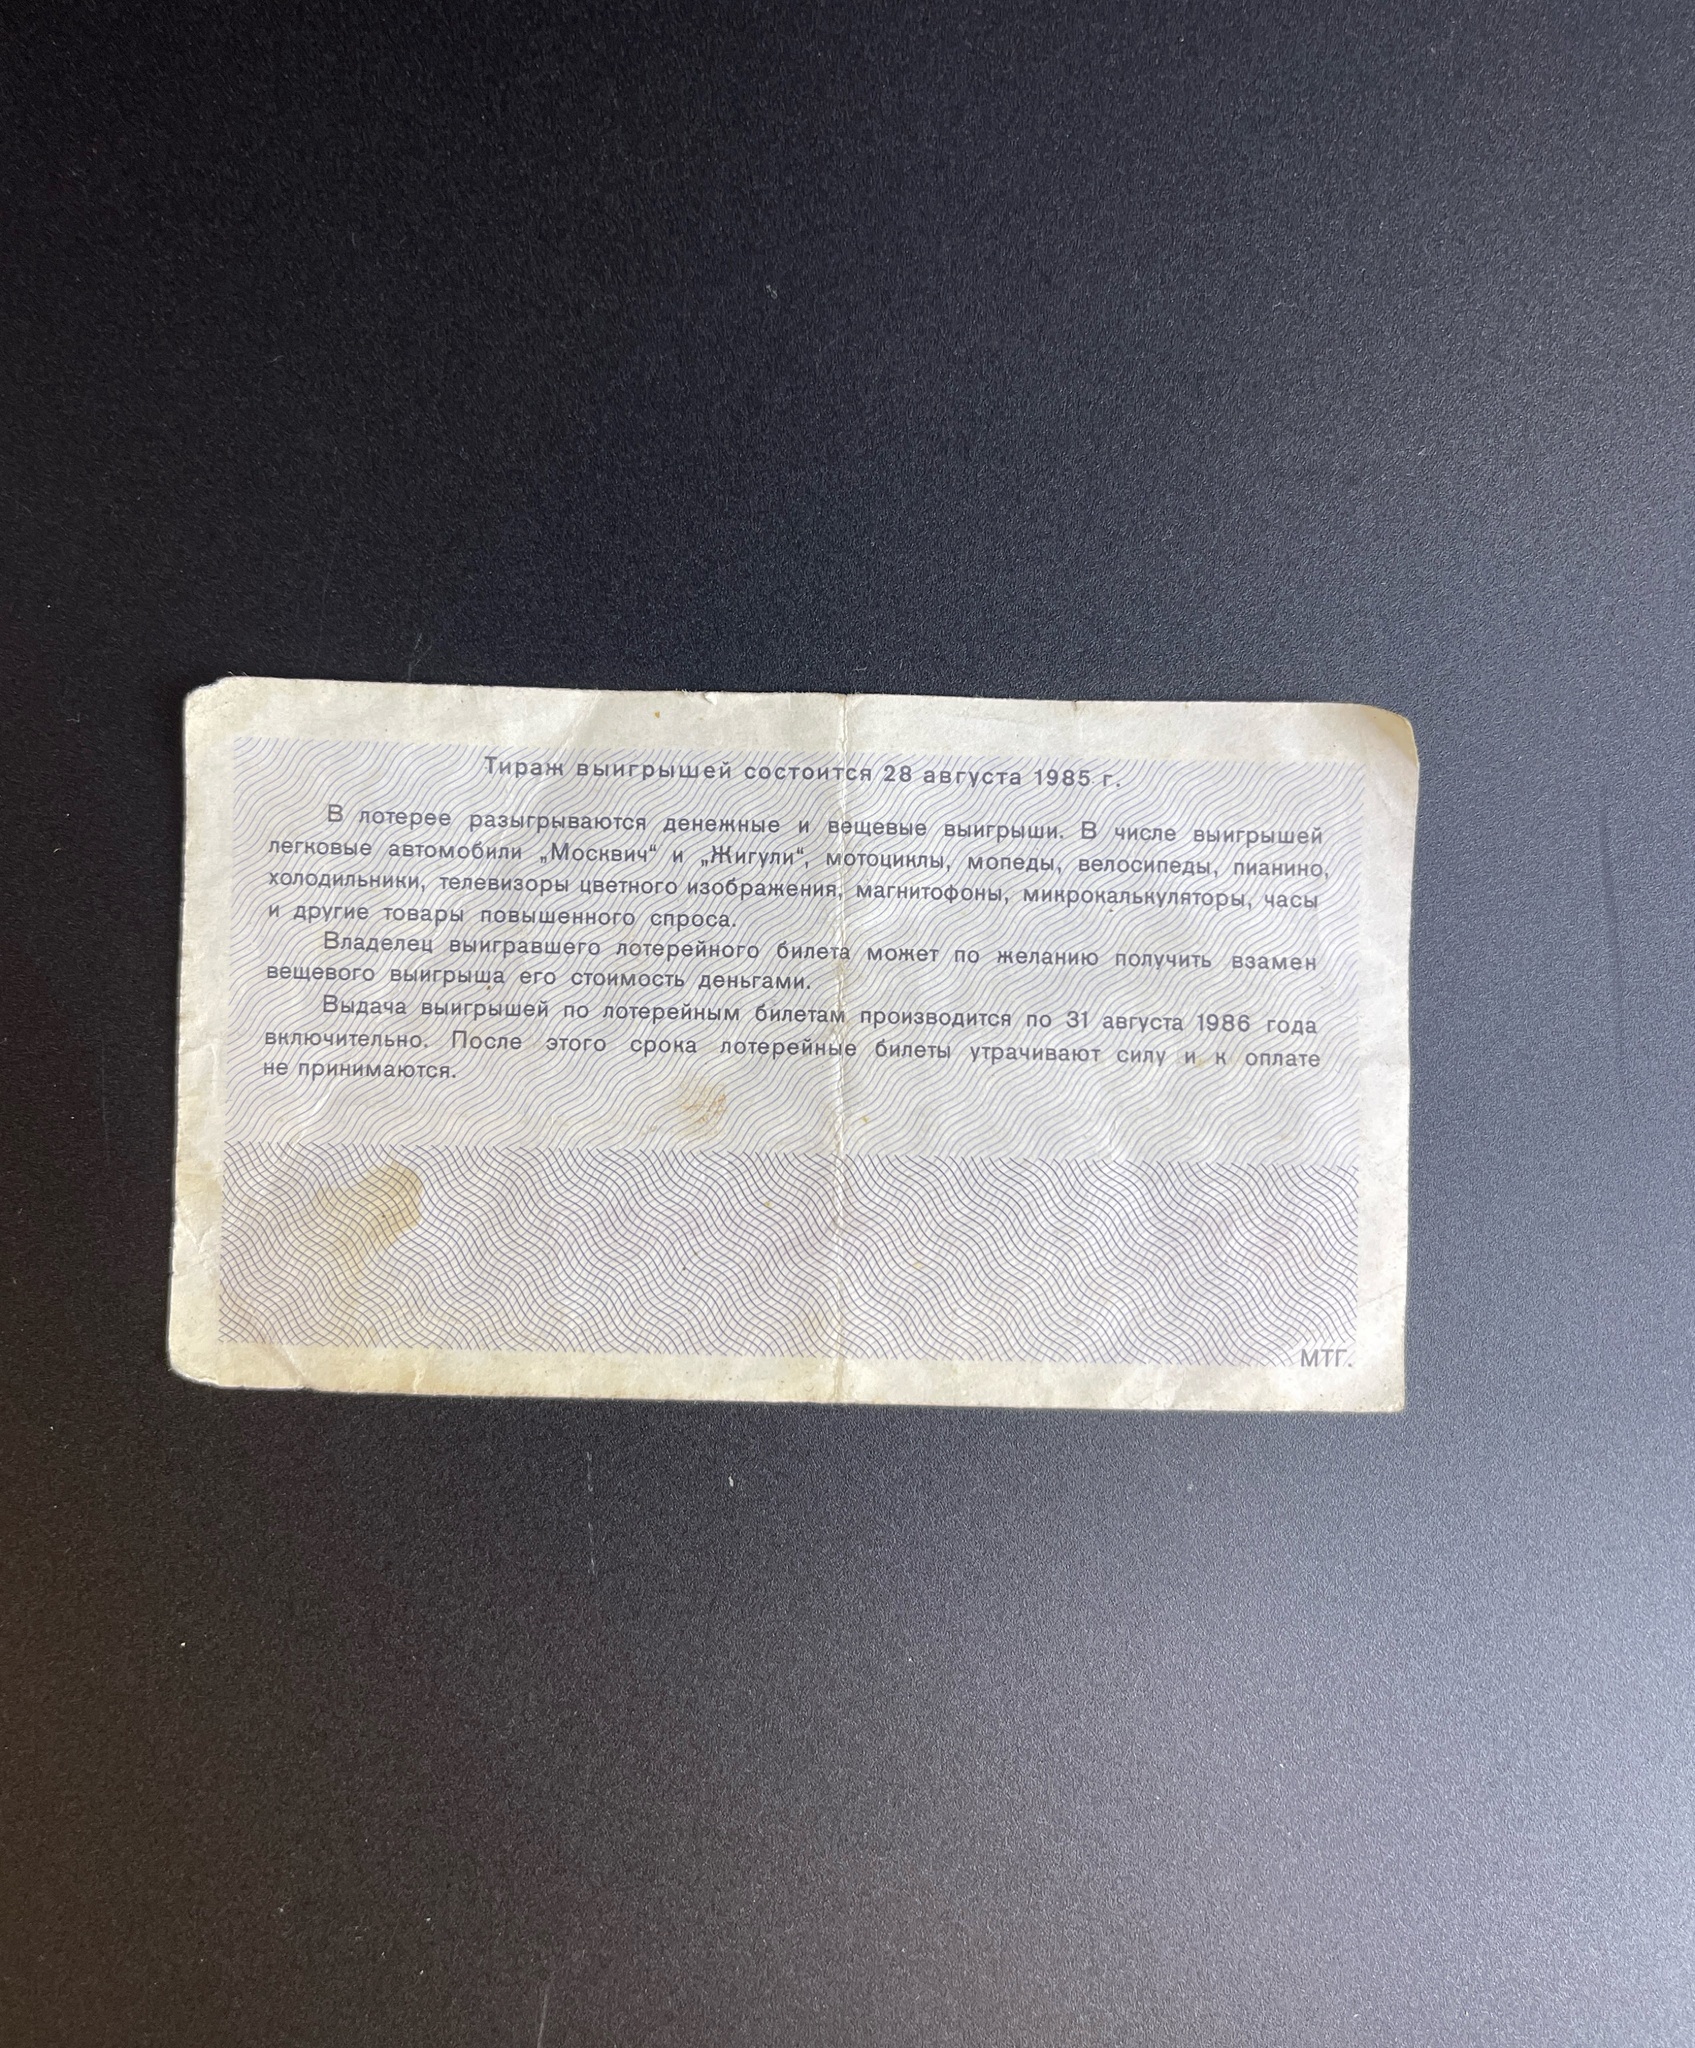 Тираж выигрышей состоится 28 августа 1985 г.
В лотерее разыгрываются денежные и вещевые выигрыши. В числе выигрышей
легковые автомобили „Москвич“ и „Жигули“, мотоциклы, мопеды, велосипеды, пианино,
холодильники, телевизоры цветного изображения, магнитофоны, микрокалькуляторы, часы
и другие товары повышенного спроса.
Владелец выигравшего лотерейного билета может по желанию получить взамен
вещевого выигрыша его стоимость деньгами.
Выдача выигрышей по лотерейным билетам производится по 31 августа 1986 года
включительно. После этого срока лотерейные билеты утрачивают силу и к оплате
не принимаются.
МТГ.